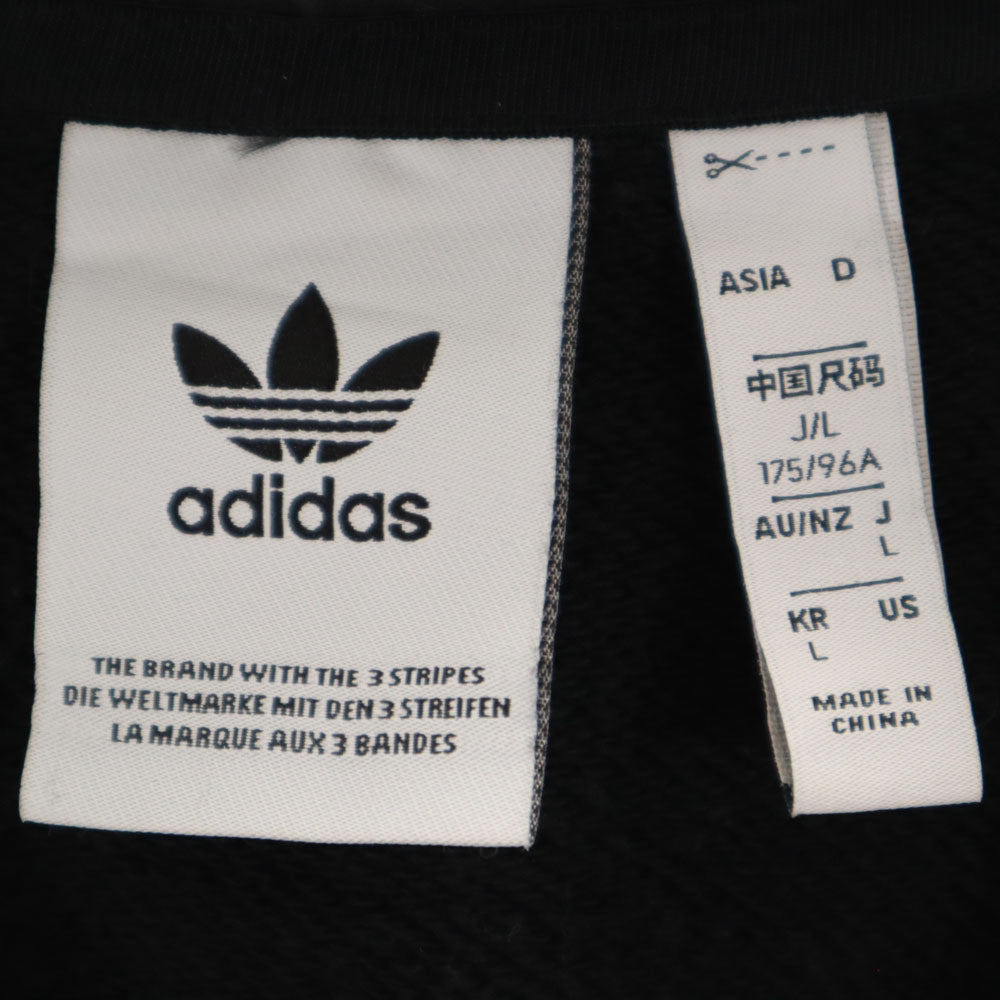 adidas
THE BRAND WITH THE 3 STRIPES
DIE WELTMARKE MIT DEN 3 STREIFEN
LA MARQUE AUX 3 BANDES
ASIA D
中国尺码
J/L
175/96A
AU/NZ J
L
KR US
L
MADE IN
CHINA